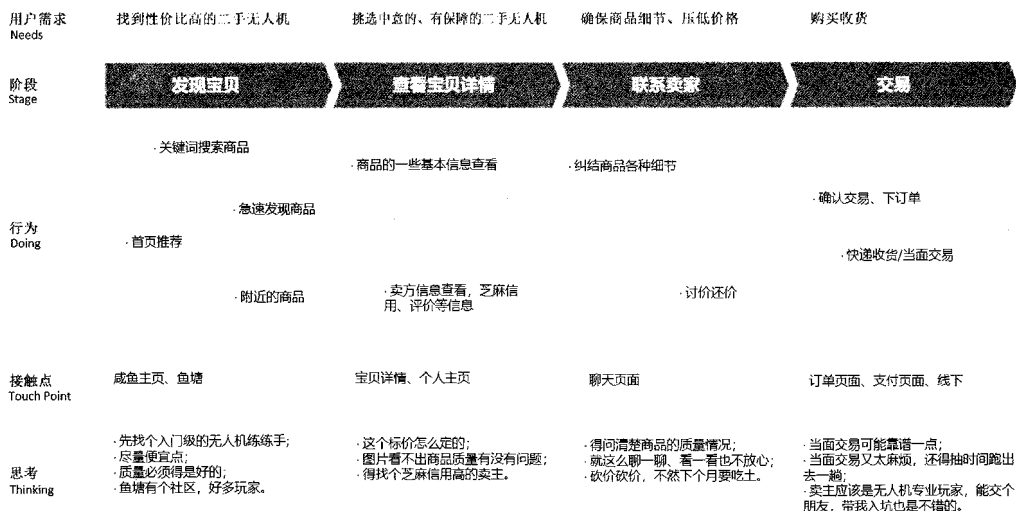 用户需求 找到性价比高的二手无人机 挑选中意的、有保障的二手无人机 确保商品细节、压低价格 购买收货
Needs
阶段 发现宝贝 查看宝贝详情 联系卖家 交易
Stage
·关键词搜索商品
·商品的一些基本信息查看 ·纠结商品各种细节
·确认交易、下订单
·急速发现商品
行为
Doing
·首页推荐
·快递收货/当面交易
·附近的商品
·卖方信息查看，芝麻信
用、评价等信息
·讨价还价
接触点 咸鱼主页、鱼塘 宝贝详情、个人主页 聊天页面 订单页面、支付页面、线下
Touch Point
思考
Thinking
·先找个入门级的无人机练练手；
·尽量便宜点；
·质量必须得是好的；
·鱼塘有个社区，好多玩家。
·这个标价怎么定的；
·图片看不出商品质量有没有问题；
·得找个芝麻信用高的卖主。
·得问清楚商品的质量情况；
·就这么聊一聊、看一看也不放心；
·砍价砍价，不然下个月要吃土。
·当面交易可能靠谱一点；
·当面交易又太麻烦，还得抽时间跑出
去一趟；
·卖主应该是无人机专业玩家，能交个
朋友，带我入坑也是不错的。